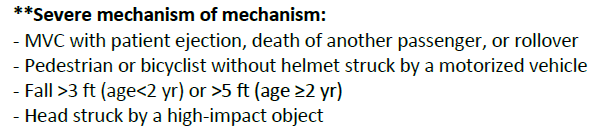 **Severe mechanism of mechanism:
- MVC with patient ejection, death of another passenger, or rollover
- Pedestrian or bicyclist without helmet struck by a motorized vehicle
- Fall >3 ft (age<2 yr) or >5 ft (age ≥2 yr)
- Head struck by a high-impact object